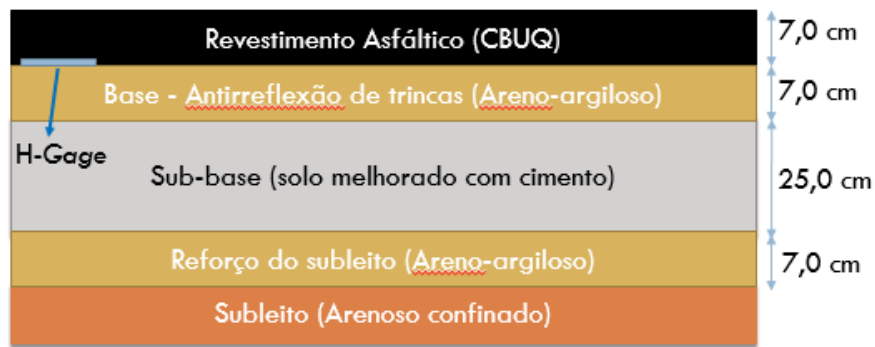 Revestimento Asfáltico (CBUQ)
7,0 cm
Base - Antirreflexão de trincas (Areno-argiloso)
7,0 cm
H-Gage
Sub-base (solo melhorado com cimento)
25,0 cm
Reforço do subleito (Areno-argiloso)
7,0 cm
Subleito (Arenoso confinado)